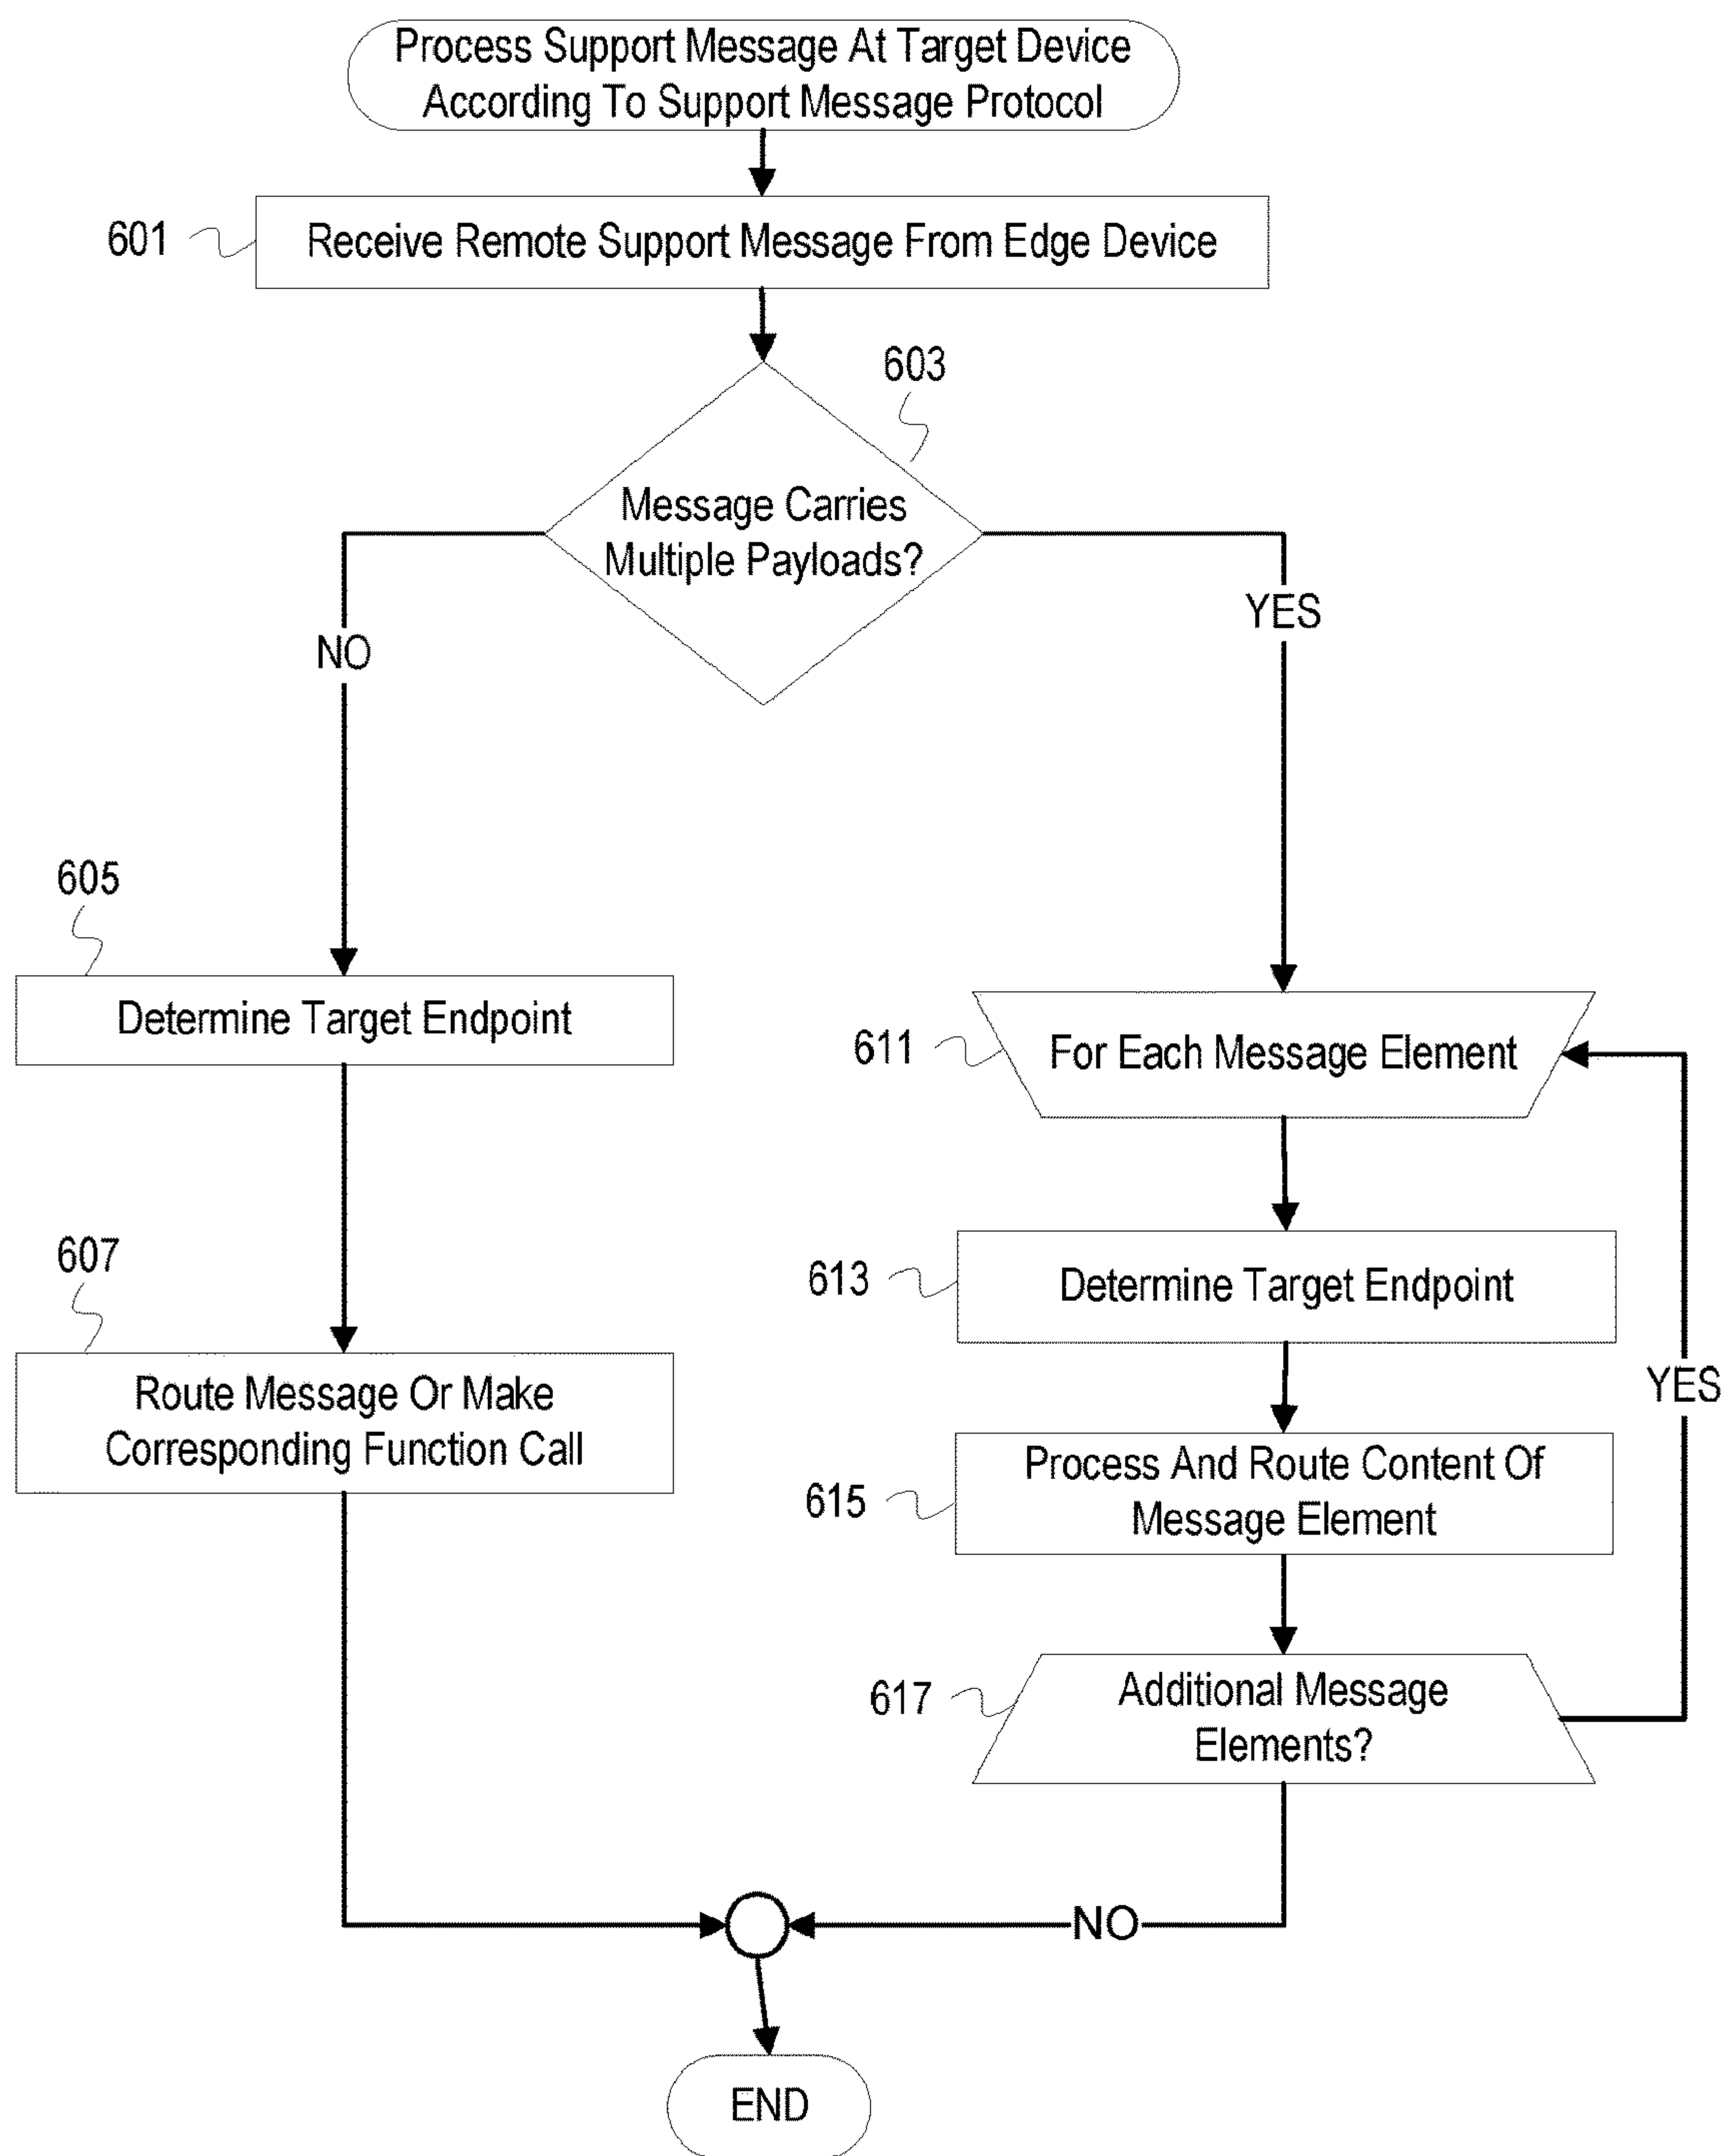 Process Support Message At Target Device
According To Support Message Protocol
601
Receive Remote Support Message From Edge Device
603
Message Carries
Multiple Payloads?
NO
YES
605
Determine Target Endpoint
607
Route Message Or Make
Corresponding Function Call
611
For Each Message Element
613
Determine Target Endpoint
615
Process And Route Content Of
Message Element
YES
617
Additional Message
Elements?
NO
END